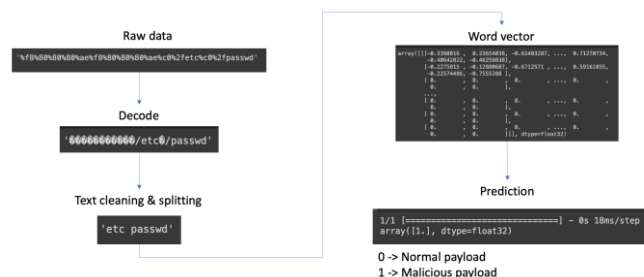 Raw data
'%f8%80%80%80%ae%f8%80%80%80%ae%c0%2fetc%c0%2fpasswd'
Decode
'�������������/etc�/passwd'
Text cleaning & splitting
'etc passwd'
Word vector
array([[[-0.3390816 , 0.23654038, -0.62483287, ..., 0.71270734,
-0.40642822, -0.46259838],
[-0.2275815 , -0.12880687, -0.6712571 , ..., 0.59161055,
-0.22574486, -0.7555208 ],
[ 0. , 0. , 0. , ..., 0. ,
0. , 0. ],
...,
[ 0. , 0. , 0. , ..., 0. ,
0. , 0. ],
[ 0. , 0. , 0. , ..., 0. ,
0. , 0. ],
[ 0. , 0. , 0. , ..., 0. ,
0. , 0. ]]], dtype=float32)
Prediction
1/1 [==============================] - 0s 18ms/step
array([1.], dtype=float32)
0 -> Normal payload
1 -> Malicious payload